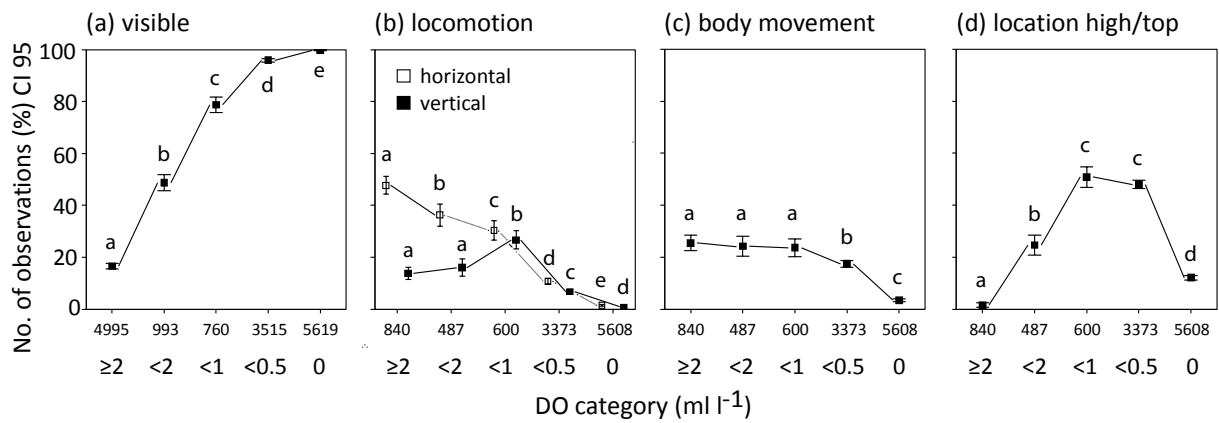 (a) visible (b) locomotion (c) body movement (d) location high/top
No. of observations (%) CI 95
100
80
60
40
20
0
a
b
c
d
e
4995 993 760 3515 5619
≥2 <2 <1 <0.5 0
horizontal
vertical
a
b
c
d
e
a
a
b
c
d
840 487 600 3373 5608
≥2 <2 <1 <0.5 0
a
a
a
b
c
840 487 600 3373 5608
≥2 <2 <1 <0.5 0
a
b
c
c
d
840 487 600 3373 5608
≥2 <2 <1 <0.5 0
DO category (ml l⁻¹)